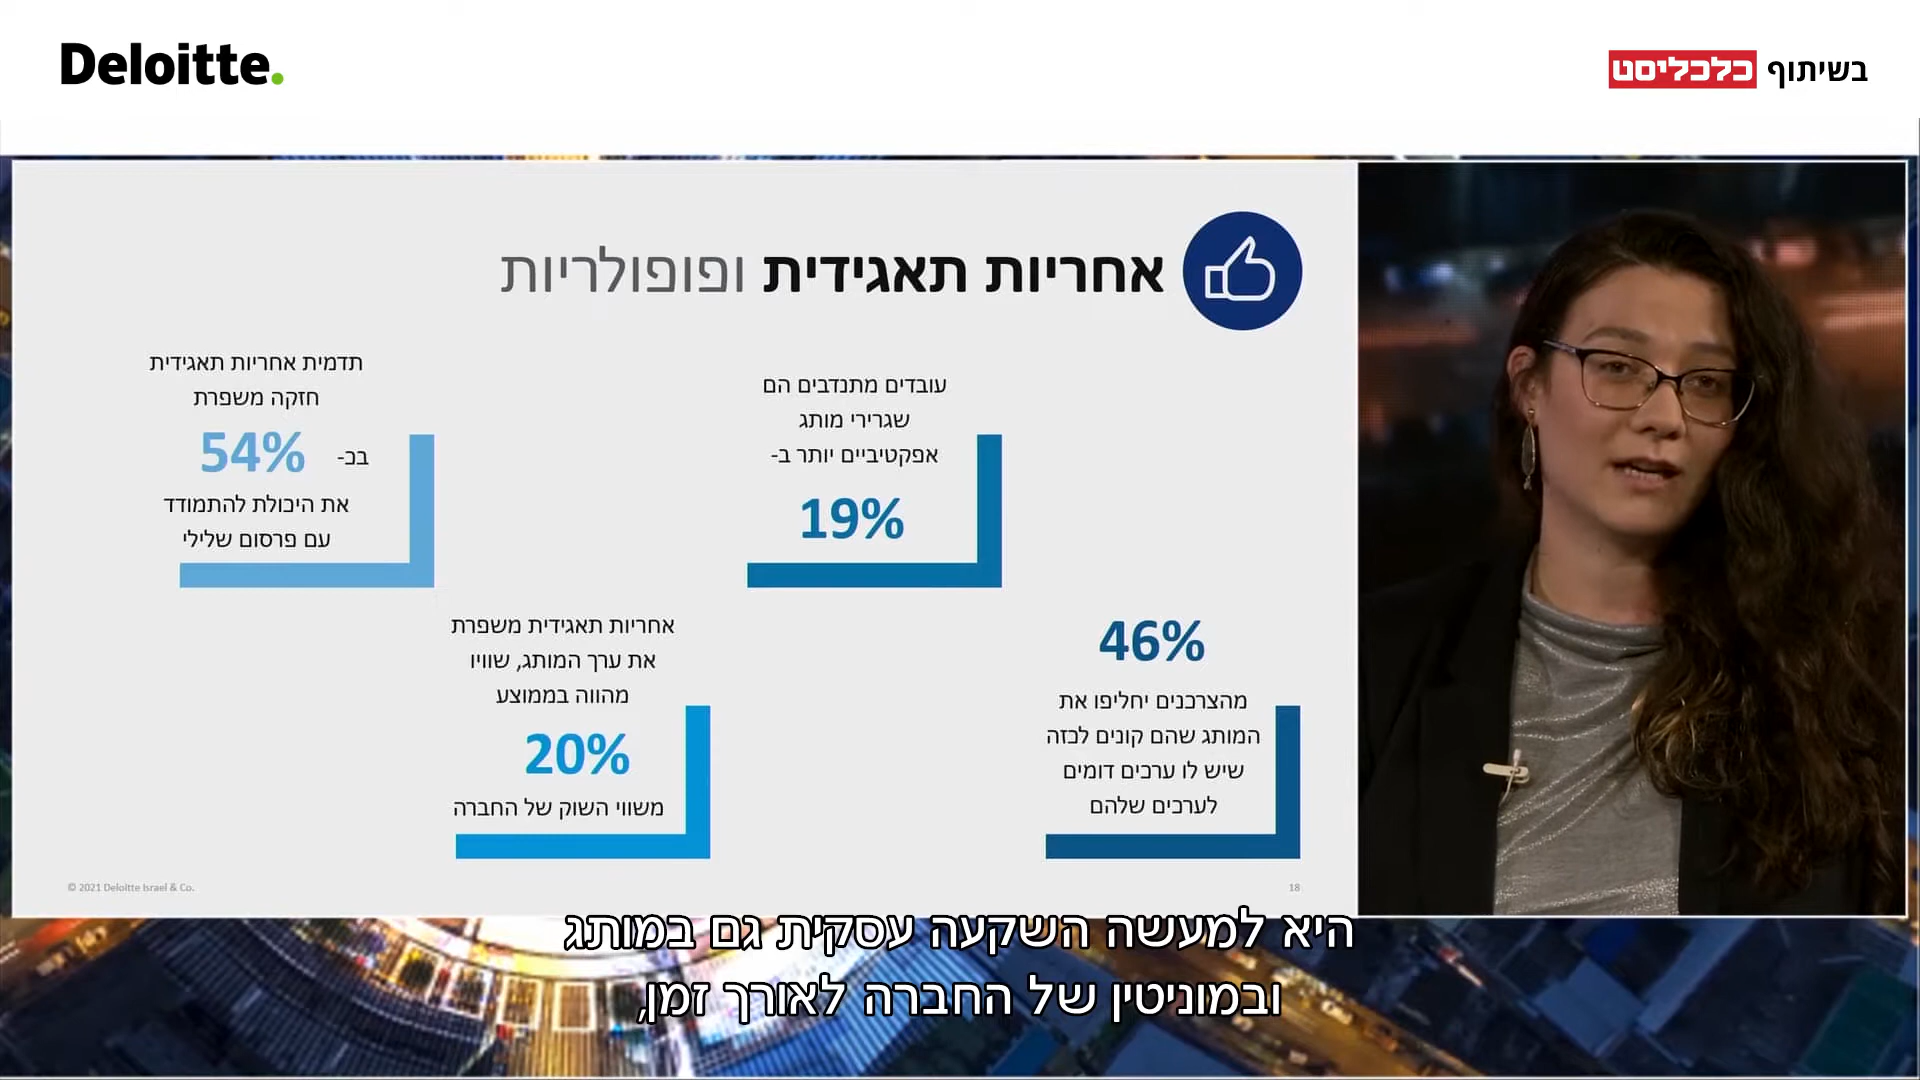 Deloitte.
בשיתוף כלכליסט
אחריות תאגידית ופופולריות
46%
מהצרכנים יחליפו את
המותג שהם קונים לכזה
שיש לו ערכים דומים
לערכים שלהם
עובדים מתנדבים הם
שגרירי מותג
אפקטיביים יותר ב-
19%
אחריות תאגידית משפרת
את ערך המותג, שוויו
מהווה בממוצע
20%
משווי השוק של החברה
תדמית אחריות תאגידית
חזקה משפרת
בכ- 54%
את היכולת להתמודד
עם פרסום שלילי
© 2021 Deloitte Israel & Co.
18
היא למעשה השקעה עסקית גם במותג
ובמוניטין של החברה לאורך זמן,